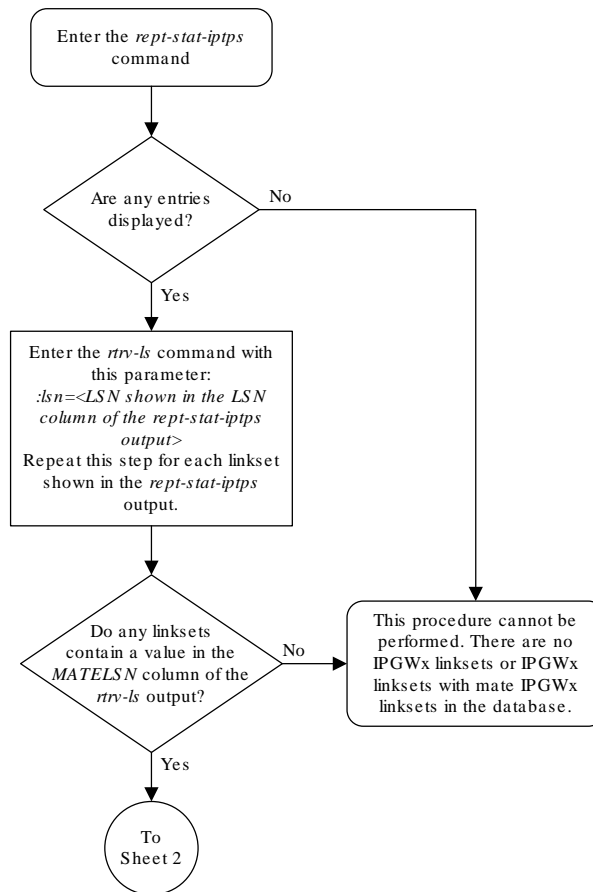 Enter the rept-stat-iptps
command
Are any entries
displayed?
No
Yes
Enter the rtrv-ls command with
this parameter:
:lsn=<LSN shown in the LSN
column of the rept-stat-iptps
output>
Repeat this step for each linkset
shown in the rept-stat-iptps
output.
Do any linksets
contain a value in the
MATELSN column of the
rtrv-ls output?
No
This procedure cannot be
performed. There are no
IPGWx linksets or IPGWx
linksets with mate IPGWx
linksets in the database.
Yes
To
Sheet 2